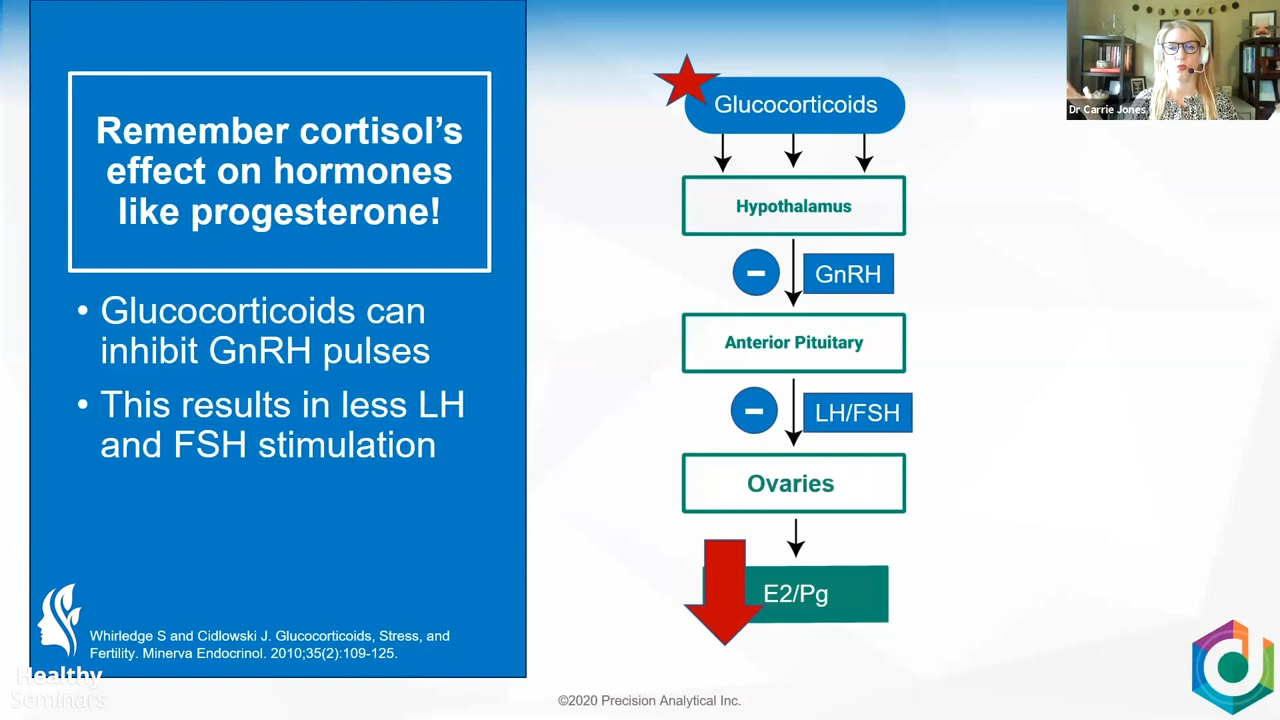 Remember cortisol's
effect on hormones
like progesterone!
• Glucocorticoids can
inhibit GnRH pulses
• This results in less LH
and FSH stimulation
Whirledge S and Cidlowski J. Glucocorticoids, Stress, and
Fertility. Minerva Endocrinol. 2010;35(2):109-125.
Healthy
Seminars
Glucocorticoids
Hypothalamus
GnRH
Anterior Pituitary
LH/FSH
Ovaries
E2/Pg
©2020 Precision Analytical Inc.
Dr Carrie Jones